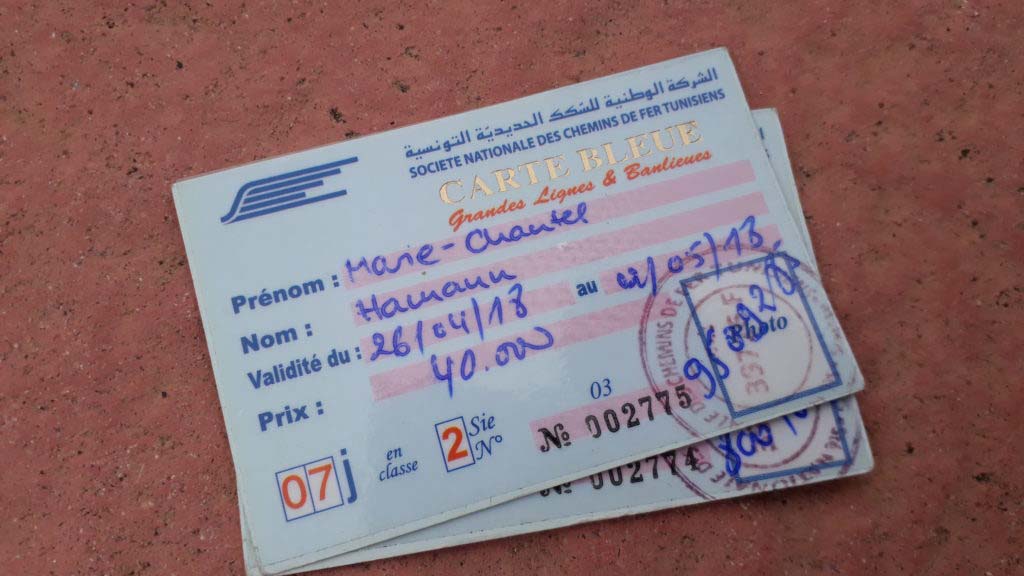 الشركة الوطنية للسكك الحديدية التونسية
SOCIETE NATIONALE DES CHEMINS DE FER TUNISIENS
CARTE BLEUE
Grandes Lignes & Banlieues
Prénom : Marie-Chantel
Nom : Hamann
Validité du : 26/04/13 au 02/05/13
Prix : 40.000
Photo
07 j en classe 2 Sie N° 03 № 002775
№ 002774